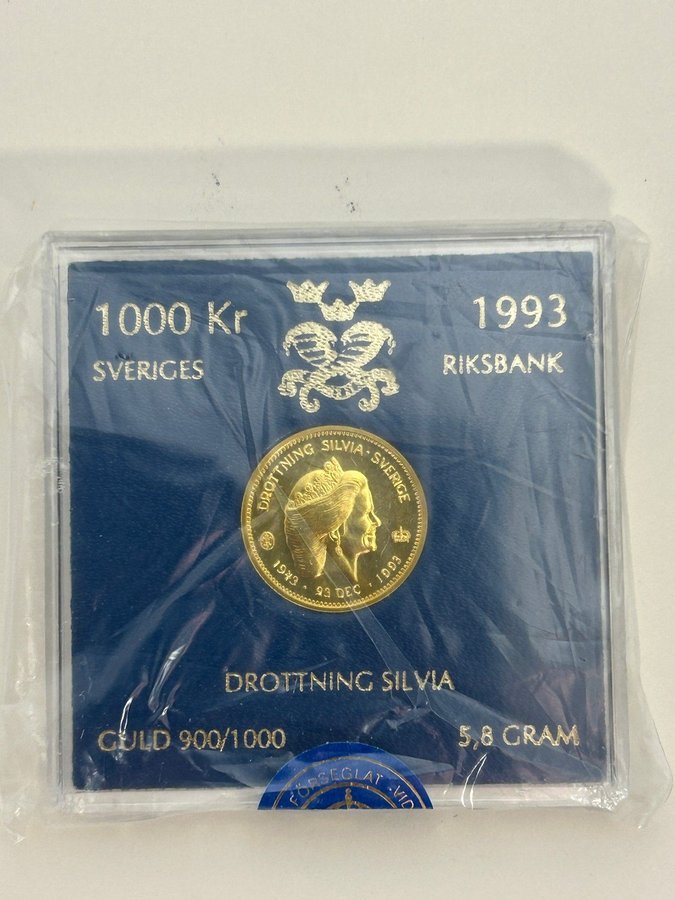 1000 Kr
1993
SVERIGES
RIKSBANK
DROTTNING SILVIA · SVERIGE
1943 · 23 DEC · 1993
DROTTNING SILVIA
GULD 900/1000
5,8 GRAM
FÖRSEGLAT · VID